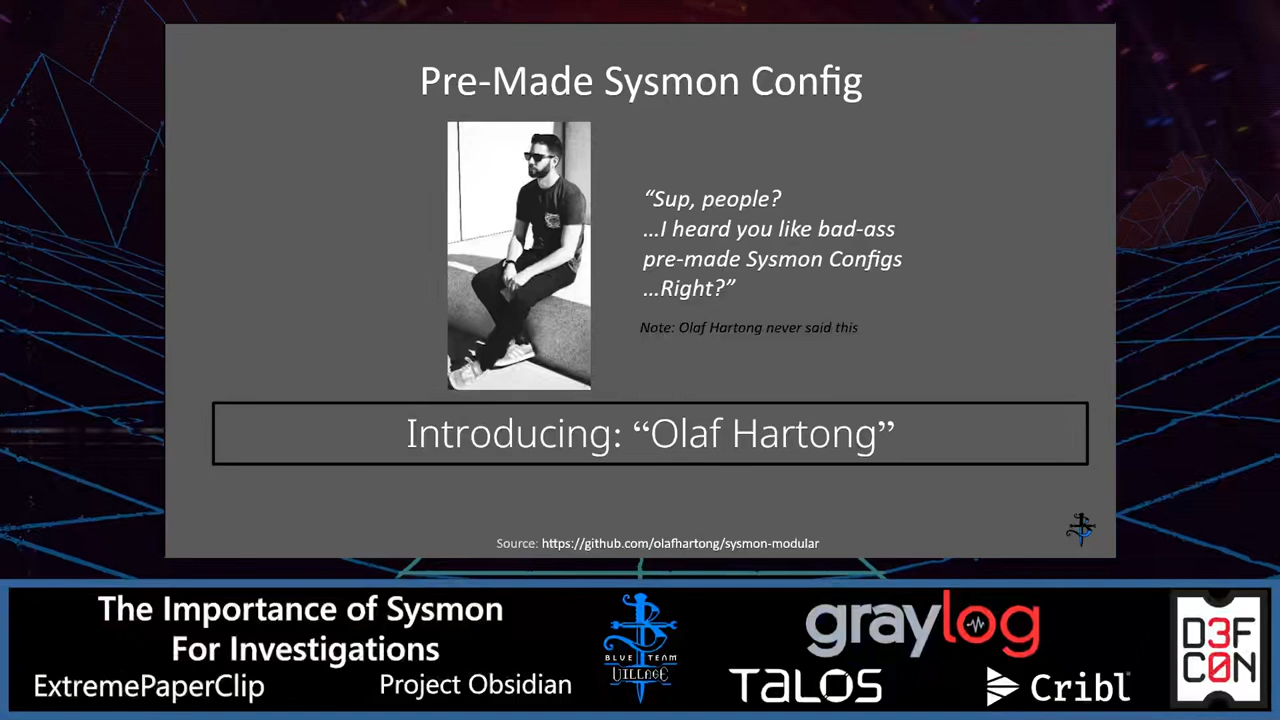 Pre-Made Sysmon Config
“Sup, people?
...I heard you like bad-ass
pre-made Sysmon Configs
...Right?”
Note: Olaf Hartong never said this
Introducing: “Olaf Hartong”
Source: https://github.com/olafhartong/sysmon-modular
The Importance of Sysmon
For Investigations
ExtremePaperClip
Project Obsidian
BLUE TEAM
VILLAGE
graylog
TALOS
Cribl
D3F
C0N